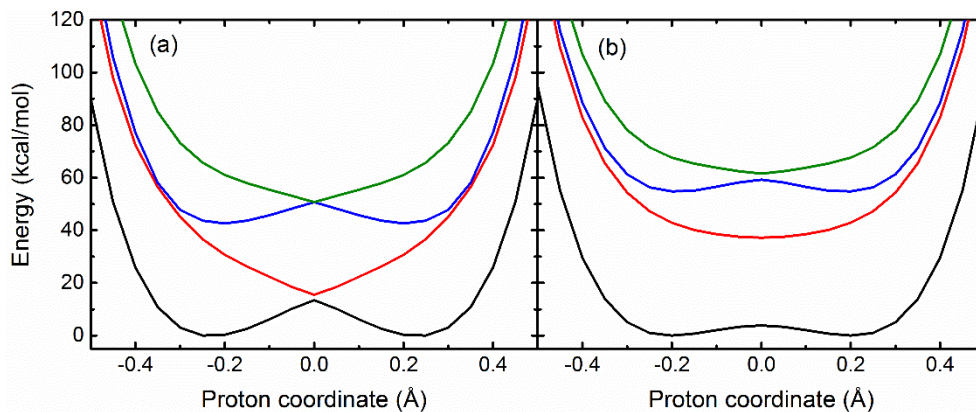 (a)
(b)
Energy (kcal/mol)
120
100
80
60
40
20
0
-0.4 -0.2 0.0 0.2 0.4
-0.4 -0.2 0.0 0.2 0.4
Proton coordinate (Å)
Proton coordinate (Å)